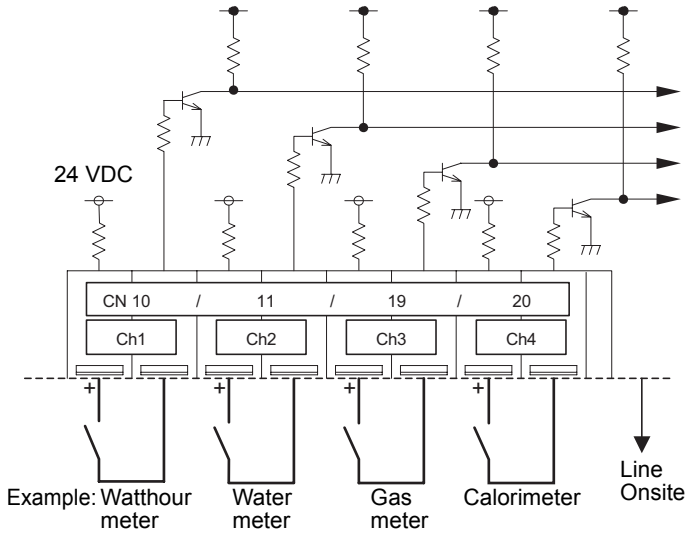 24 VDC
CN 10 / 11 / 19 / 20
Ch1 Ch2 Ch3 Ch4
+ + + +
Example: Watthour meter
Water meter
Gas meter
Calorimeter
Line Onsite